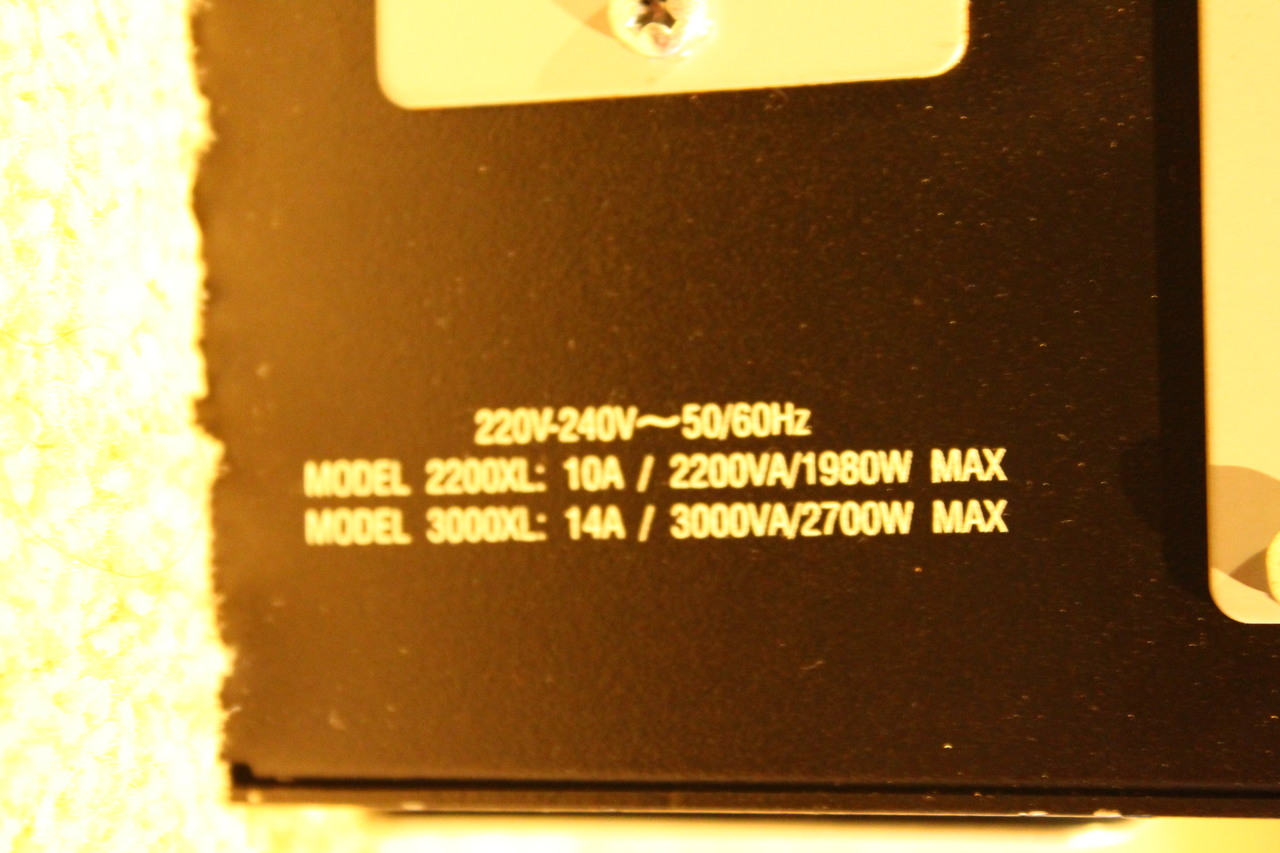 220V-240V～50/60Hz
MODEL 2200XL: 10A / 2200VA/1980W MAX
MODEL 3000XL: 14A / 3000VA/2700W MAX